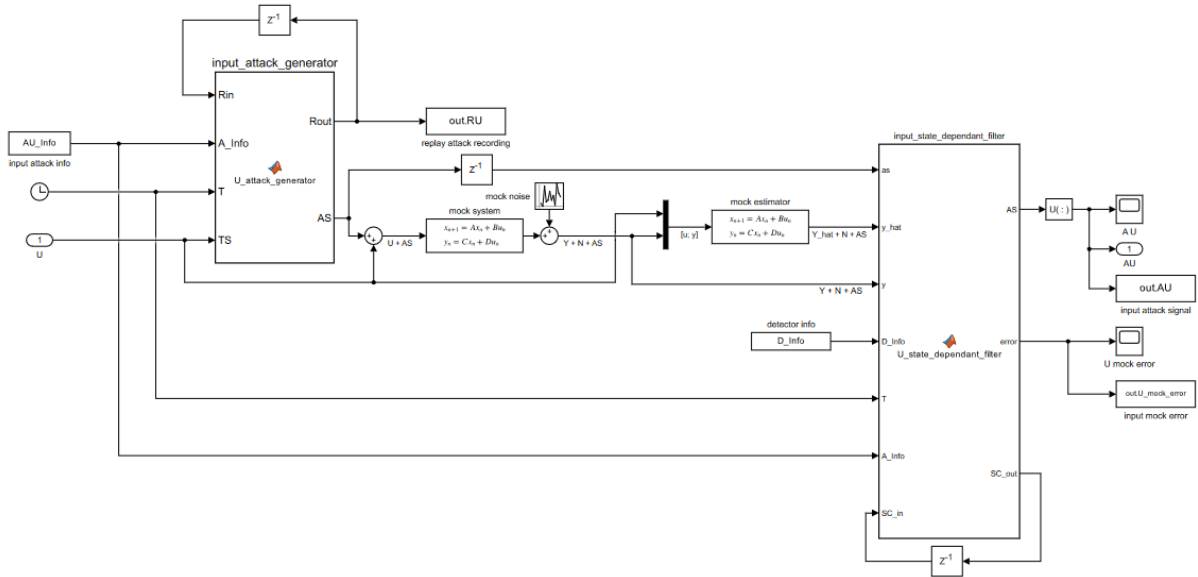 z⁻¹
input_attack_generator
Rin
Rout
A_Info
U_attack_generator
T
AS
TS
AU_Info
input attack info
1
U
out.RU
replay attack recording
z⁻¹
mock noise
mock system
xₙ₊₁ = Axₙ + Buₙ
yₙ = Cxₙ + Duₙ
+
+
U + AS
+
+
Y + N + AS
[u; y]
mock estimator
xₙ₊₁ = Axₙ + Buₙ
yₙ = Cxₙ + Duₙ
Y_hat + N + AS
Y + N + AS
detector info
D_Info
input_state_dependant_filter
as
AS
y_hat
y
D_Info
error
U_state_dependant_filter
T
A_Info
SC_out
SC_in
z⁻¹
U( : )
A U
1
AU
out.AU
input attack signal
U mock error
out.U_mock_error
input mock error